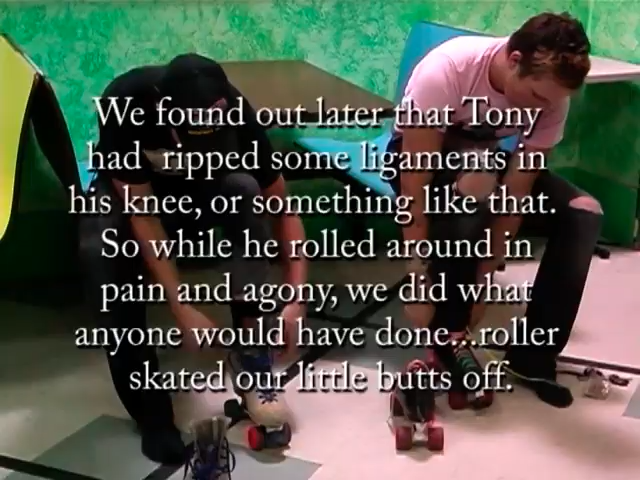 We found out later that Tony
had ripped some ligaments in
his knee, or something like that.
So while he rolled around in
pain and agony, we did what
anyone would have done...roller
skated our little butts off.